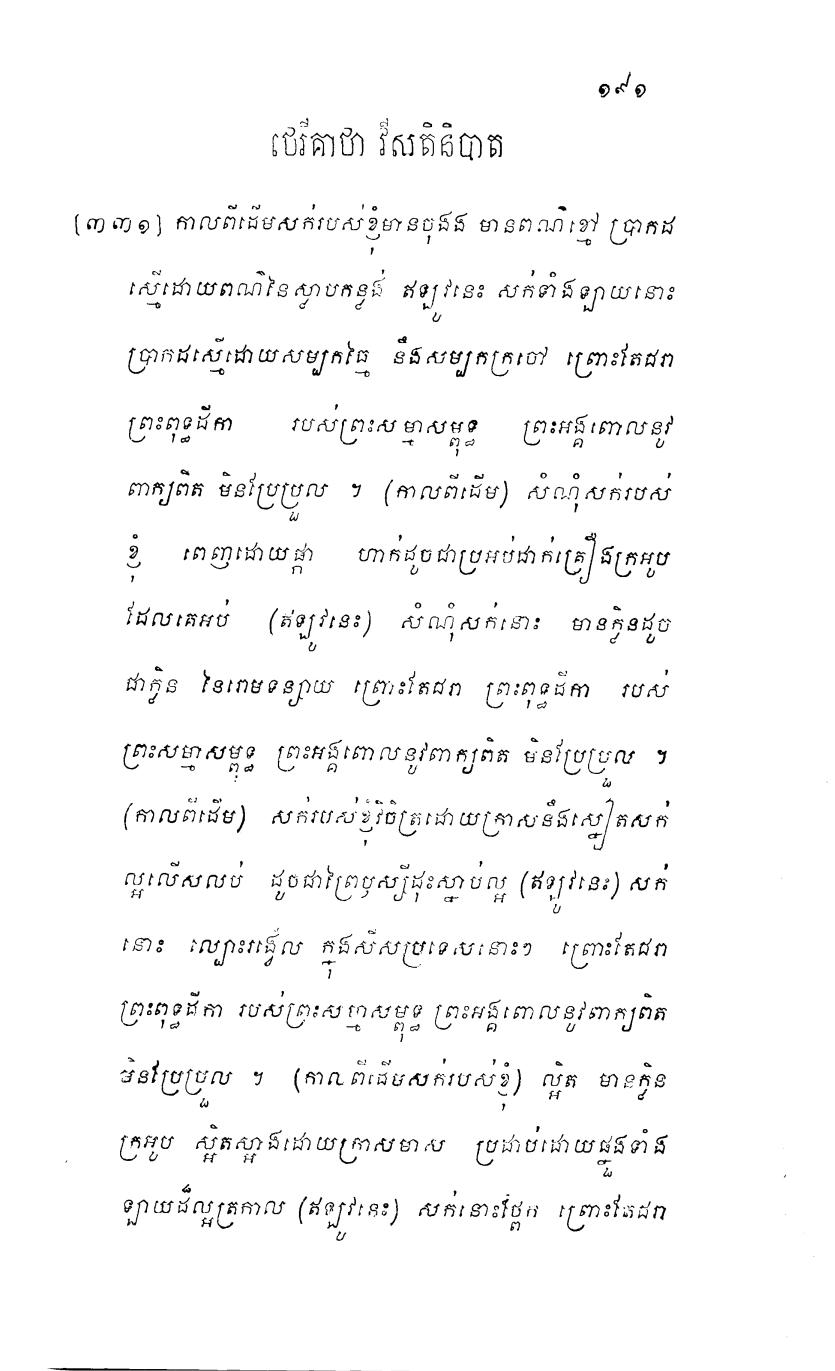 ១៩១
ថេរីគាថា វីសតិនិបាត
[៣៣១] កាលពីដើមសក់របស់ខ្ញុំមានចុងងង មានពណ៌ខ្មៅ ប្រាកដ
ស្មើដោយពណ៌នៃស្លាបកន្ទង់ ឥឡូវនេះ សក់ទាំងឡាយនោះ
ប្រាកដស្មើដោយសម្បកធ្មៃ នឹងសម្បកក្រចៅ ព្រោះតែជរា
ព្រះពុទ្ធដីកា របស់ព្រះសម្មាសម្ពុទ្ធ ព្រះអង្គពោលនូវ
ពាក្យពិត មិនប្រែប្រួល ។ (កាលពីដើម) សំណុំសក់របស់
ខ្ញុំ ពេញដោយផ្កា ហាក់ដូចជាប្រអប់ដាក់គ្រឿងក្រអូប
ដែលគេអប់ (ឥឡូវនេះ) សំណុំសក់នោះ មានក្លិនដូច
ជាក្លិន នៃរោមទន្សាយ ព្រោះតែជរា ព្រះពុទ្ធដីកា របស់
ព្រះសម្មាសម្ពុទ្ធ ព្រះអង្គពោលនូវពាក្យពិត មិនប្រែប្រួល ។
(កាលពីដើម) សក់របស់ខ្ញុំវិចិត្រដោយក្រាសនឹងស្នៀតសក់
ល្អលើសលប់ ដូចជាព្រៃឫស្សីដុះស្នាប់ល្អ (ឥឡូវនេះ) សក់
នោះ ល្បោះរង្វើល ក្នុងសីសប្រទេសនោះៗ ព្រោះតែជរា
ព្រះពុទ្ធដីកា របស់ព្រះសម្មាសម្ពុទ្ធ ព្រះអង្គពោលនូវពាក្យពិត
មិនប្រែប្រួល ។ (កាលពីដើមសក់របស់ខ្ញុំ) ល្អិត មានក្លិន
ក្រអូប ស្អិតស្អាងដោយក្រាសមាស ប្រដាប់ដោយផ្នួងទាំង
ឡាយដ៏ល្អត្រកាល (ឥឡូវនេះ) សក់នោះថ្ពែក ព្រោះតែជរា